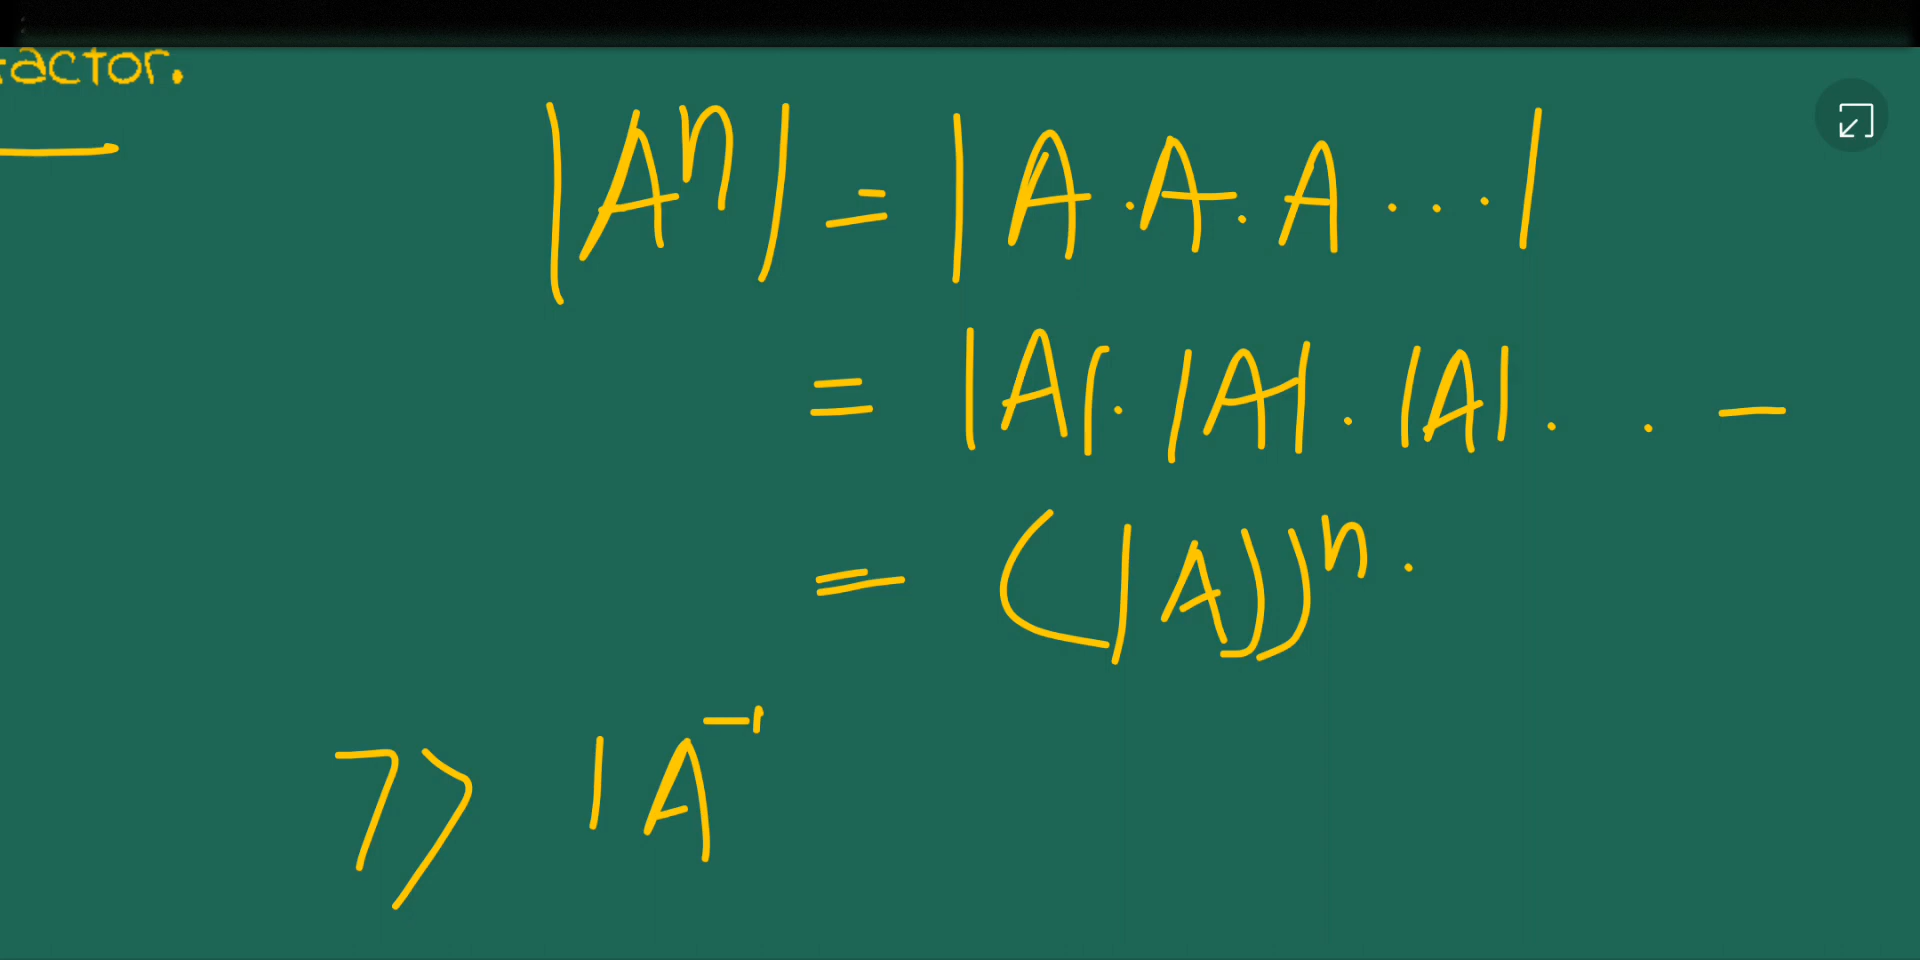 actor.
|Aⁿ| = |A.A.A...|
= |A|.|A|.|A|.. -
= (|A|)ⁿ.
7> |A⁻¹